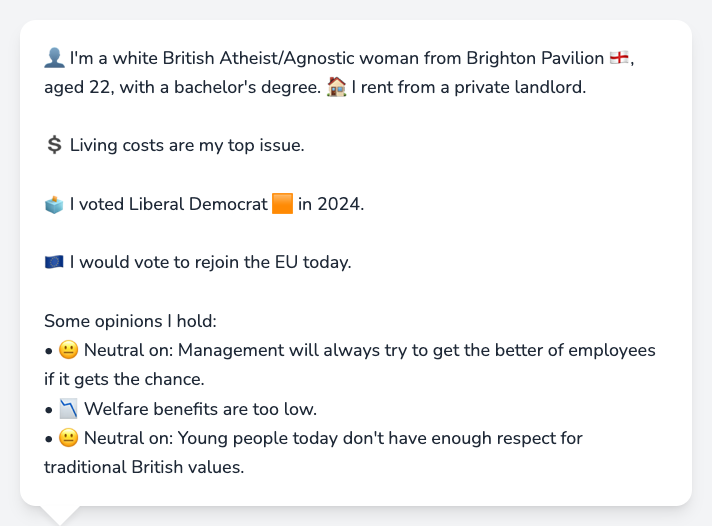 👤 I'm a white British Atheist/Agnostic woman from Brighton Pavilion 🏴󠁧󠁢󠁥󠁮󠁧󠁿,
aged 22, with a bachelor's degree. 🏠 I rent from a private landlord.
💲 Living costs are my top issue.
🗳️ I voted Liberal Democrat 🟧 in 2024.
🇪🇺 I would vote to rejoin the EU today.
Some opinions I hold:
• 😐 Neutral on: Management will always try to get the better of employees
if it gets the chance.
• 📉 Welfare benefits are too low.
• 😐 Neutral on: Young people today don't have enough respect for
traditional British values.